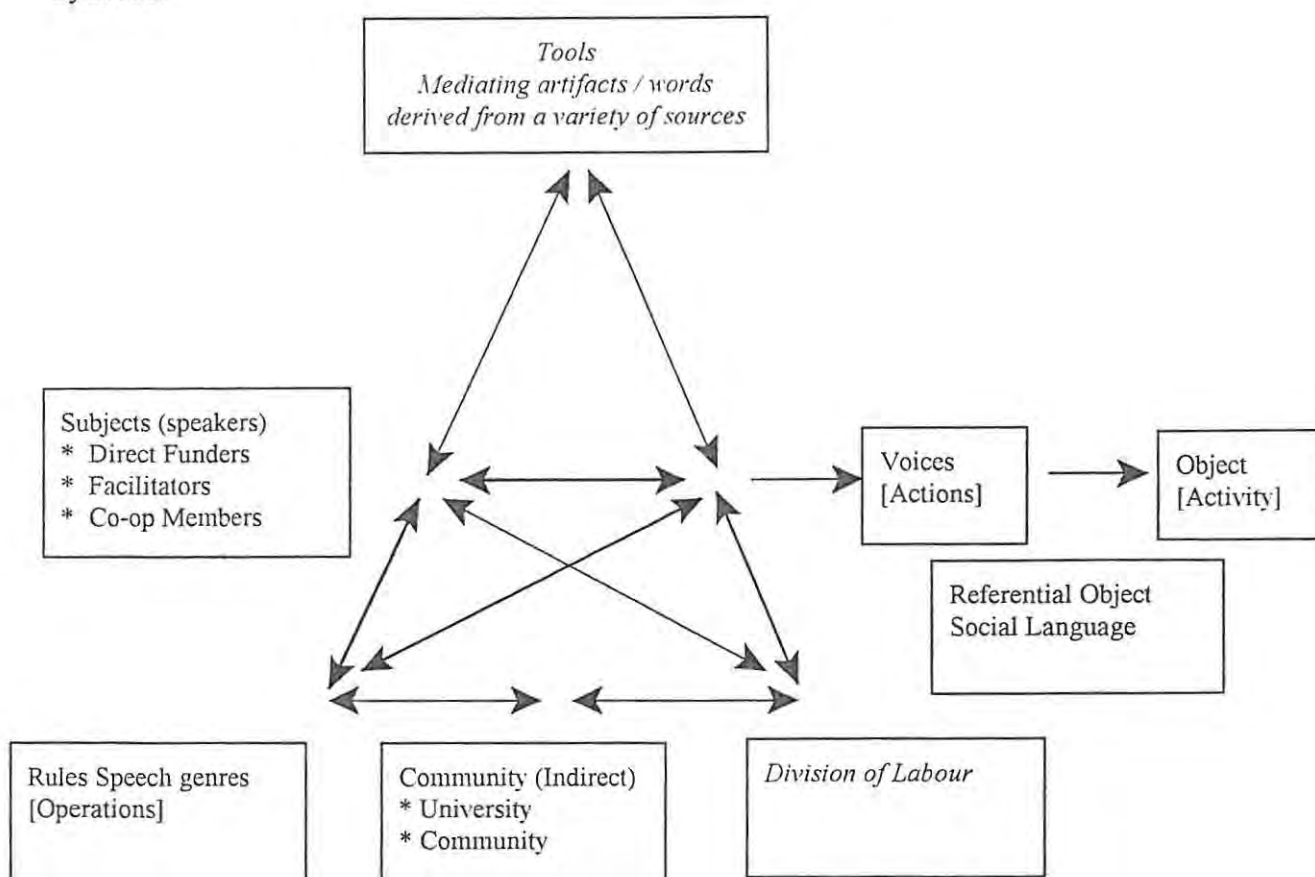 Tools
Mediating artifacts / words
derived from a variety of sources
Subjects (speakers)
* Direct Funders
* Facilitators
* Co-op Members
Voices
[Actions]
Object
[Activity]
Referential Object
Social Language
Rules Speech genres
[Operations]
Community (Indirect)
* University
* Community
Division of Labour